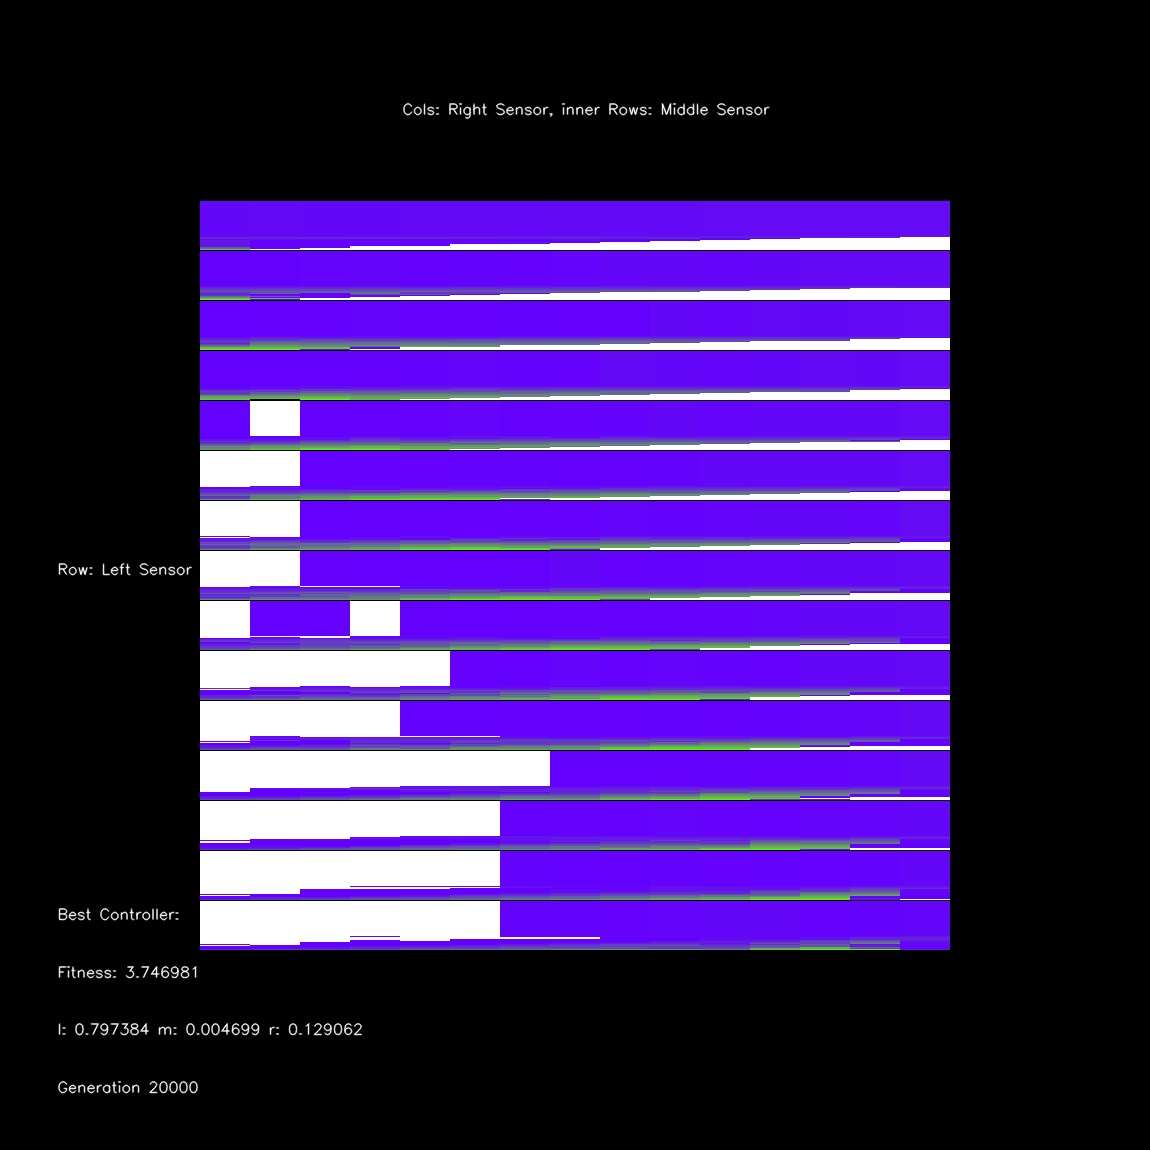 Cols: Right Sensor, inner Rows: Middle Sensor
Row: Left Sensor
Best Controller:
Fitness: 3.746981
l: 0.797384 m: 0.004699 r: 0.129062
Generation 20000